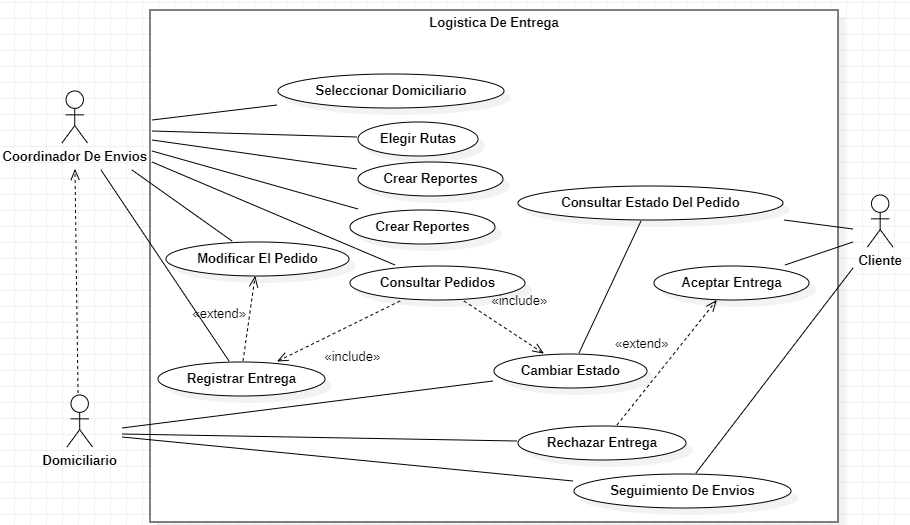 Logistica De Entrega
Seleccionar Domiciliario
Elegir Rutas
Coordinador De Envios
Crear Reportes
Consultar Estado Del Pedido
Crear Reportes
Modificar El Pedido
Cliente
Consultar Pedidos
Aceptar Entrega
«include»
«extend»
«extend»
«include»
Cambiar Estado
Registrar Entrega
Rechazar Entrega
Domiciliario
Seguimiento De Envios